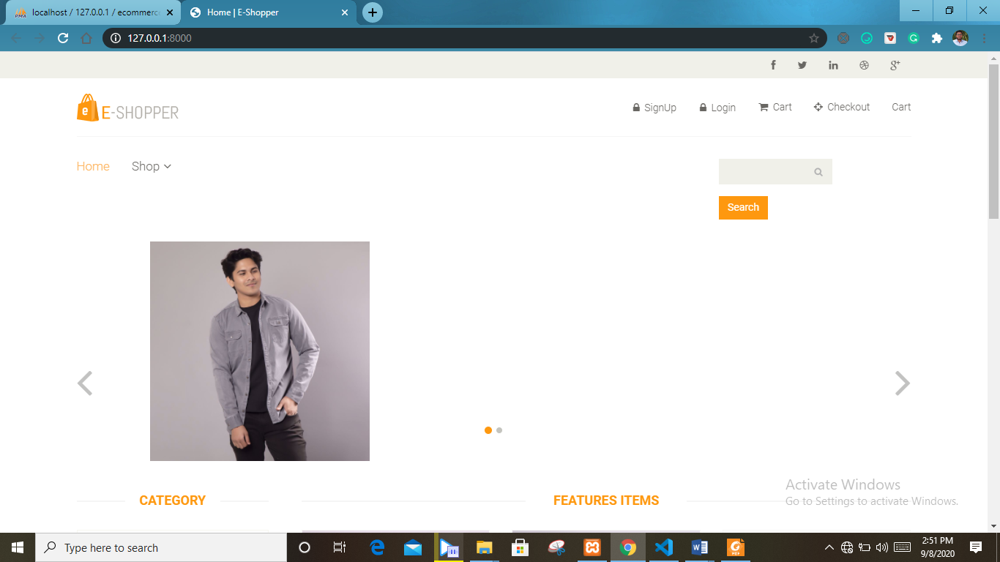 localhost / 127.0.0.1 / ecommerc
Home | E-Shopper
127.0.0.1:8000
E-SHOPPER
SignUp
Login
Cart
Checkout
Cart
Home
Shop
Search
CATEGORY
FEATURES ITEMS
Activate Windows
Go to Settings to activate Windows.
Type here to search
2:51 PM
9/8/2020